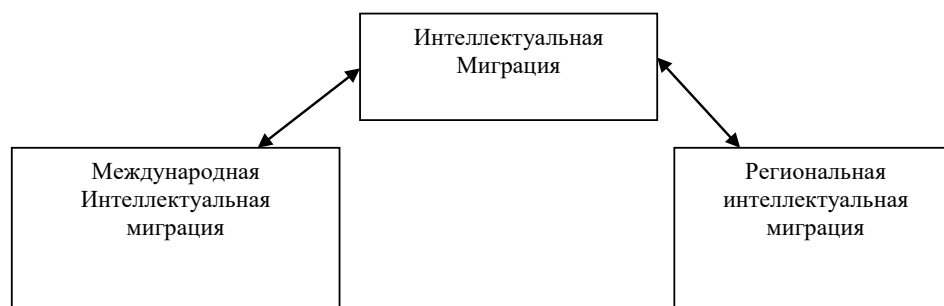 Интеллектуальная
Миграция
Международная
Интеллектуальная
миграция
Региональная
интеллектуальная
миграция